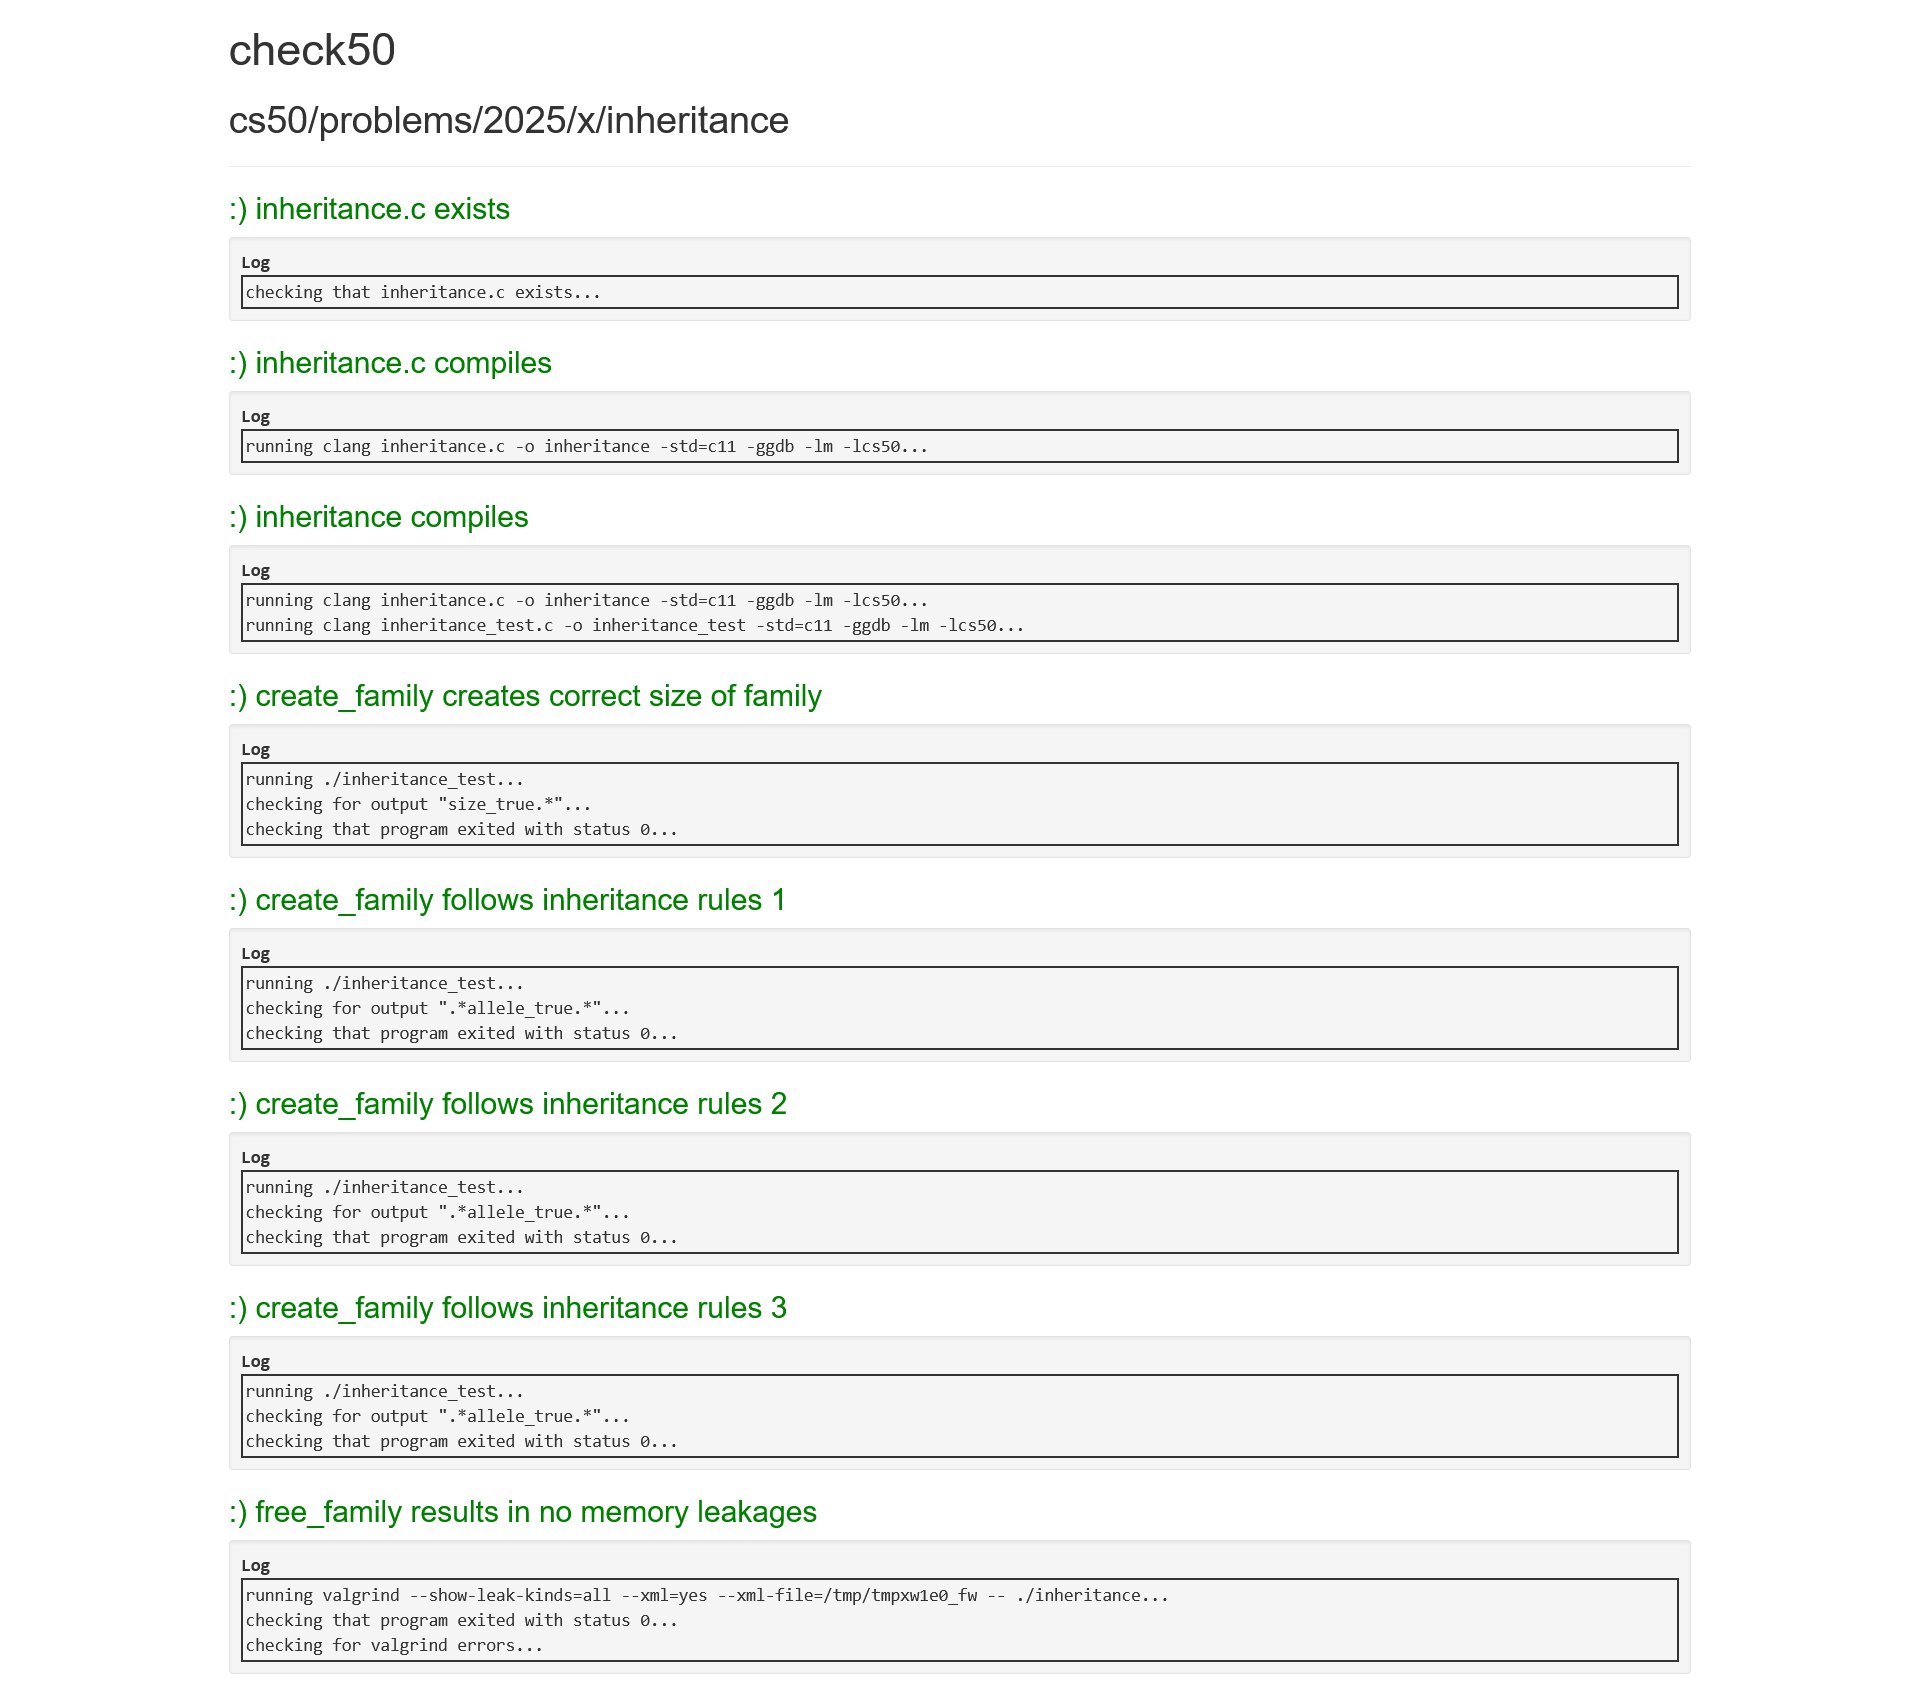 check50
cs50/problems/2025/x/inheritance
:) inheritance.c exists
Log
checking that inheritance.c exists...
:) inheritance.c compiles
Log
running clang inheritance.c -o inheritance -std=c11 -ggdb -lm -lcs50...
:) inheritance compiles
Log
running clang inheritance.c -o inheritance -std=c11 -ggdb -lm -lcs50...
running clang inheritance_test.c -o inheritance_test -std=c11 -ggdb -lm -lcs50...
:) create_family creates correct size of family
Log
running ./inheritance_test...
checking for output "size_true.*"...
checking that program exited with status 0...
:) create_family follows inheritance rules 1
Log
running ./inheritance_test...
checking for output ".*allele_true.*"...
checking that program exited with status 0...
:) create_family follows inheritance rules 2
Log
running ./inheritance_test...
checking for output ".*allele_true.*"...
checking that program exited with status 0...
:) create_family follows inheritance rules 3
Log
running ./inheritance_test...
checking for output ".*allele_true.*"...
checking that program exited with status 0...
:) free_family results in no memory leakages
Log
running valgrind --show-leak-kinds=all --xml=yes --xml-file=/tmp/tmpxw1e0_fw -- ./inheritance...
checking that program exited with status 0...
checking for valgrind errors...